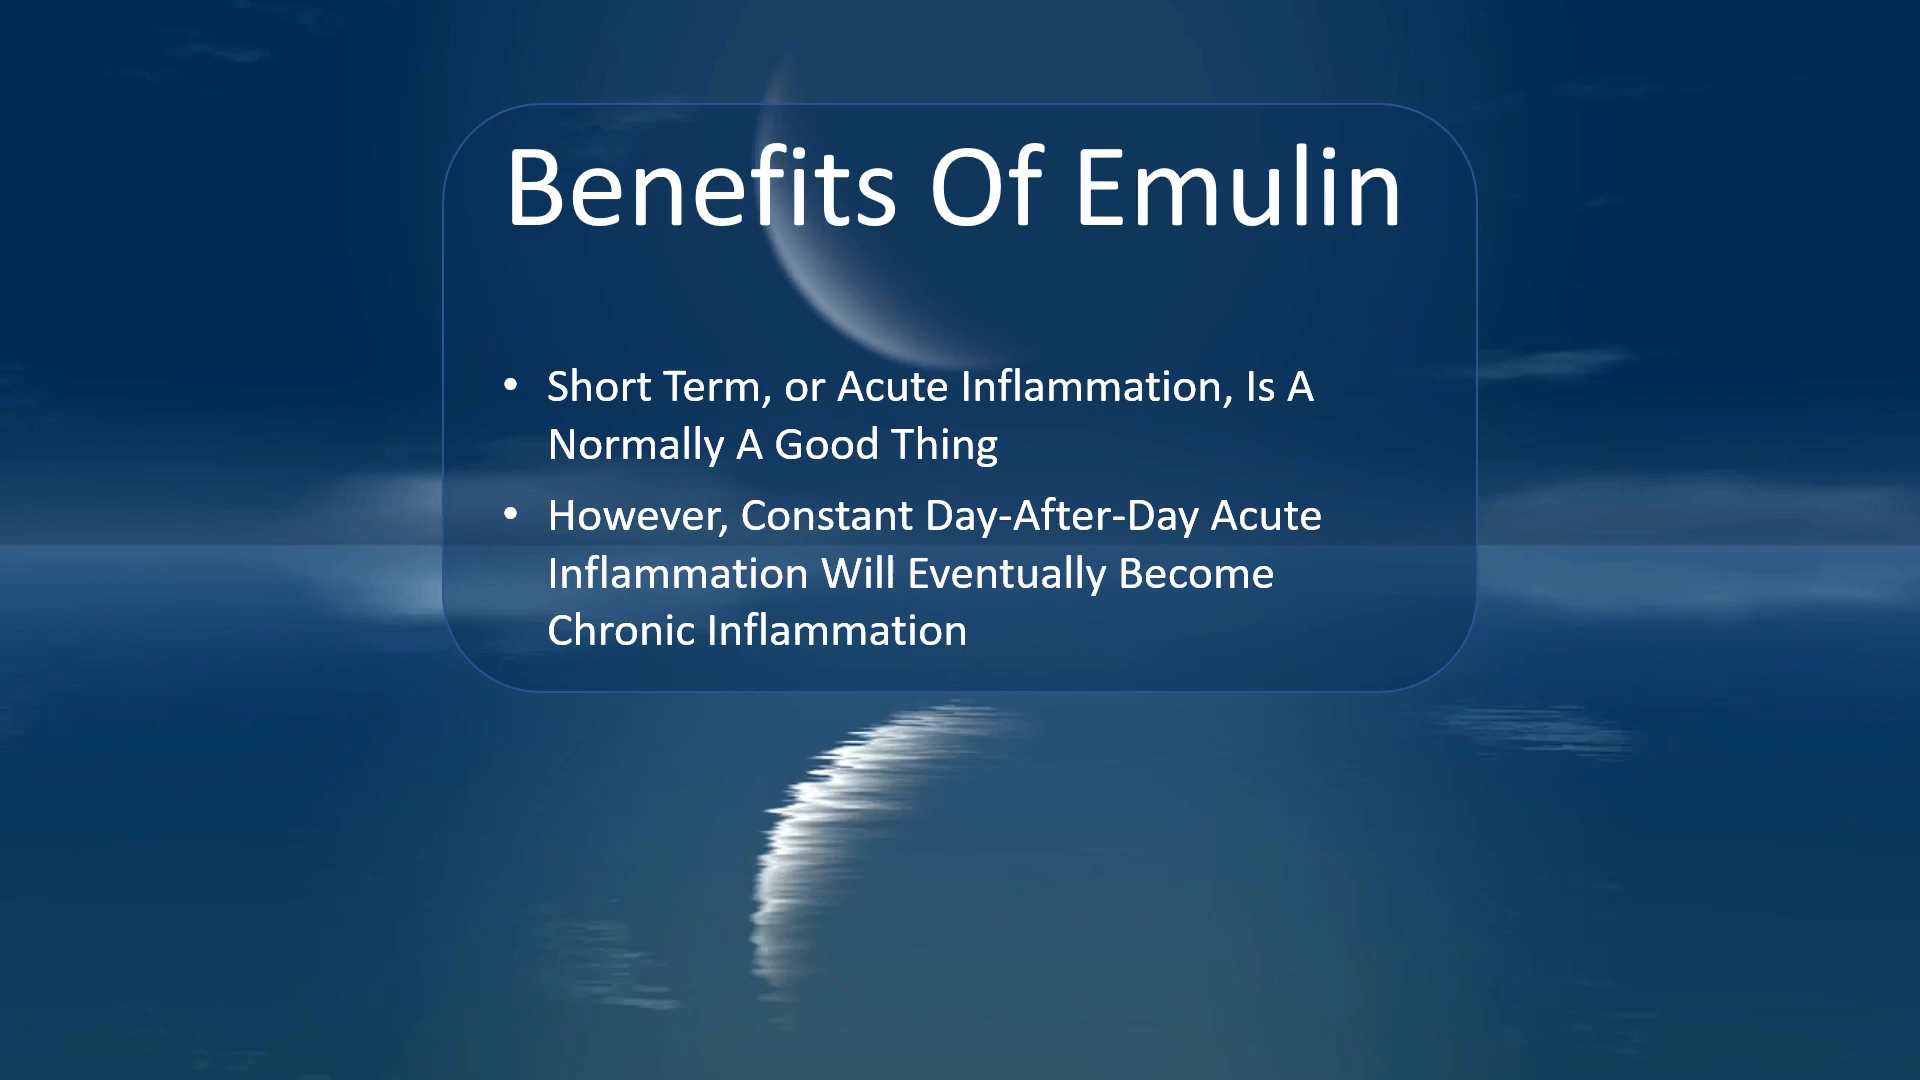 Benefits Of Emulin
• Short Term, or Acute Inflammation, Is A
Normally A Good Thing
• However, Constant Day-After-Day Acute
Inflammation Will Eventually Become
Chronic Inflammation